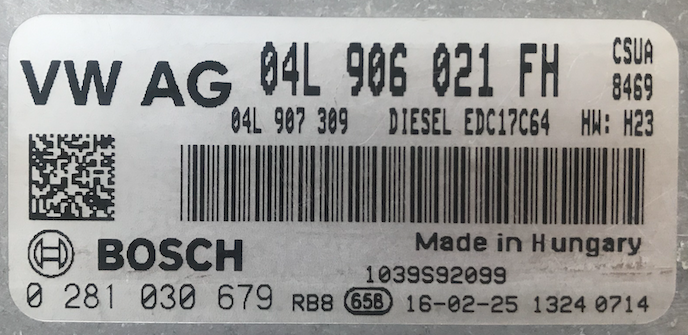 VW AG 04L 906 021 FH CSUA
8469
04L 907 309 DIESEL EDC17C64 HW: H23
BOSCH Made in Hungary
1039S92099
0 281 030 679 RB8 658 16-02-25 1324 0714